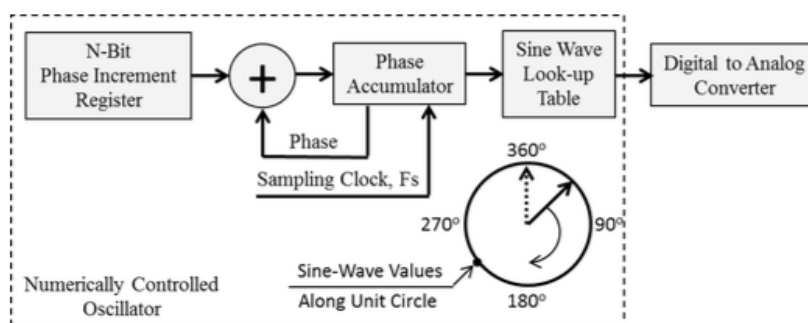 N-Bit
Phase Increment
Register
+
Phase
Accumulator
Sine Wave
Look-up
Table
Digital to Analog
Converter
Phase
Sampling Clock, Fs
360°
270°
90°
180°
Sine-Wave Values
Along Unit Circle
Numerically Controlled
Oscillator